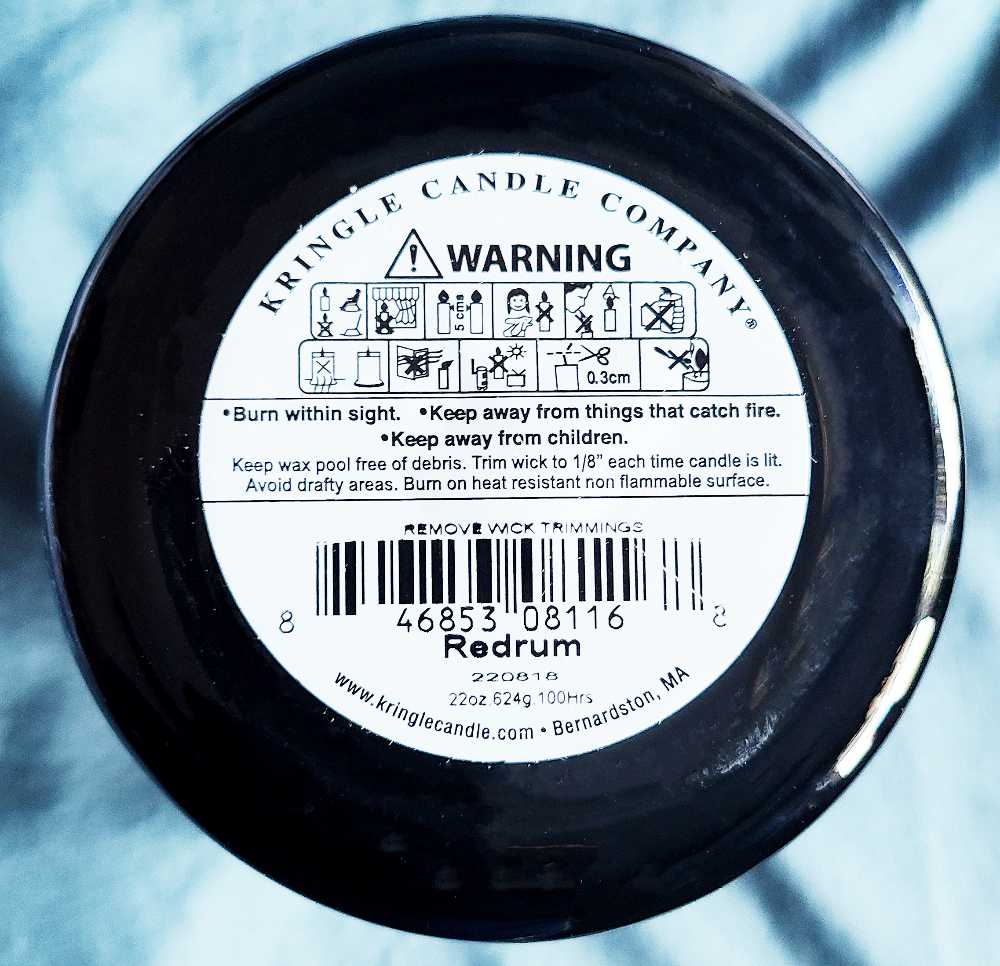 KRINGLE CANDLE COMPANY®
WARNING
5 cms
0.3cm
•Burn within sight. •Keep away from things that catch fire.
•Keep away from children.
Keep wax pool free of debris. Trim wick to 1/8" each time candle is lit.
Avoid drafty areas. Burn on heat resistant non flammable surface.
REMOVE WICK TRIMMINGS
8 46853 08116 8
Redrum
220818
22oz.624g.100Hrs
www.kringlecandle.com • Bernardston, MA